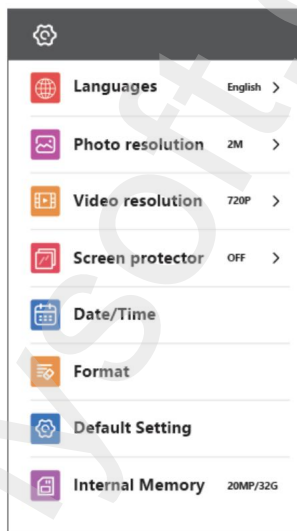 Languages English >
Photo resolution 2M >
Video resolution 720P >
Screen protector OFF >
Date/Time
Format
Default Setting
Internal Memory 20MP/32G